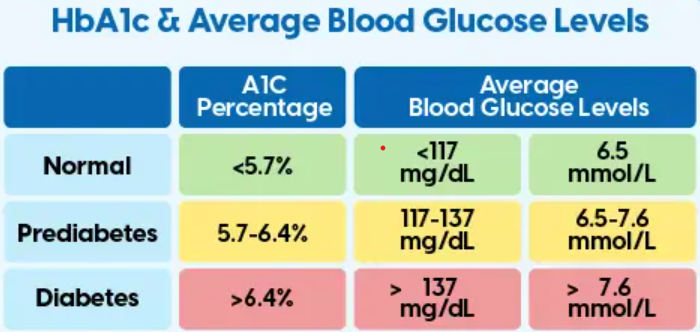 HbA1c & Average Blood Glucose Levels
A1C
Percentage
Average
Blood Glucose Levels
Normal
<5.7%
<117
mg/dL
6.5
mmol/L
Prediabetes
5.7-6.4%
117-137
mg/dL
6.5-7.6
mmol/L
Diabetes
>6.4%
> 137
mg/dL
> 7.6
mmol/L